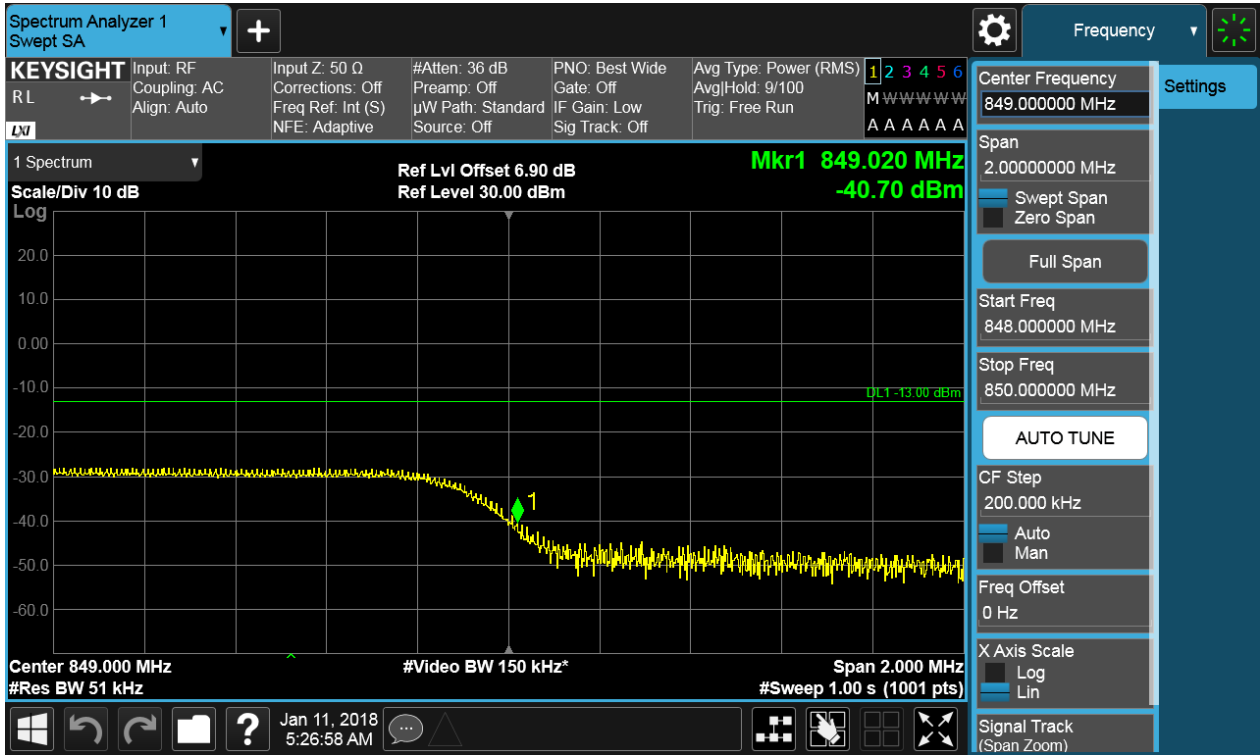 Spectrum Analyzer 1
Swept SA
+
Frequency
KEYSIGHT
R L
LXI
Input: RF
Coupling: AC
Align: Auto
Input Z: 50 Ω
Corrections: Off
Freq Ref: Int (S)
NFE: Adaptive
#Atten: 36 dB
Preamp: Off
µW Path: Standard
Source: Off
PNO: Best Wide
Gate: Off
IF Gain: Low
Sig Track: Off
Avg Type: Power (RMS)
Avg|Hold: 9/100
Trig: Free Run
1 2 3 4 5 6
M W W W W W
A A A A A A
1 Spectrum
Scale/Div 10 dB
Log
Ref Lvl Offset 6.90 dB
Ref Level 30.00 dBm
Mkr1 849.020 MHz
-40.70 dBm
20.0
10.0
0.00
-10.0
DL1 -13.00 dBm
-20.0
-30.0
1
-40.0
-50.0
-60.0
Center 849.000 MHz
#Res BW 51 kHz
#Video BW 150 kHz*
Span 2.000 MHz
#Sweep 1.00 s (1001 pts)
Center Frequency
849.000000 MHz
Settings
Span
2.00000000 MHz
Swept Span
Zero Span
Full Span
Start Freq
848.000000 MHz
Stop Freq
850.000000 MHz
AUTO TUNE
CF Step
200.000 kHz
Auto
Man
Freq Offset
0 Hz
X Axis Scale
Log
Lin
Signal Track
(Span Zoom)
?
Jan 11, 2018
5:26:58 AM